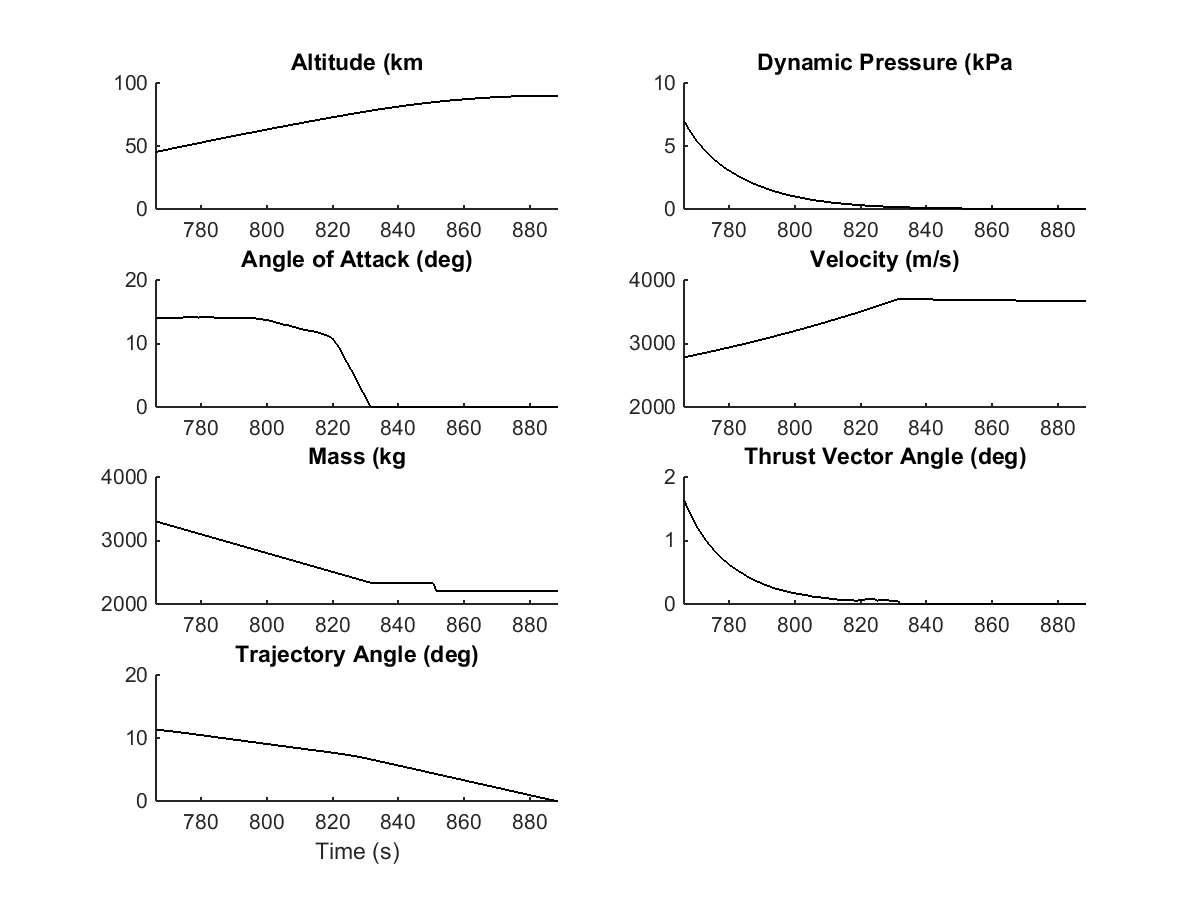 Altitude (km
100
50
0
780 800 820 840 860 880
Dynamic Pressure (kPa
10
5
0
780 800 820 840 860 880
Angle of Attack (deg)
20
10
0
780 800 820 840 860 880
Velocity (m/s)
4000
3000
2000
780 800 820 840 860 880
Mass (kg
4000
3000
2000
780 800 820 840 860 880
Thrust Vector Angle (deg)
2
1
0
780 800 820 840 860 880
Trajectory Angle (deg)
20
10
0
780 800 820 840 860 880
Time (s)